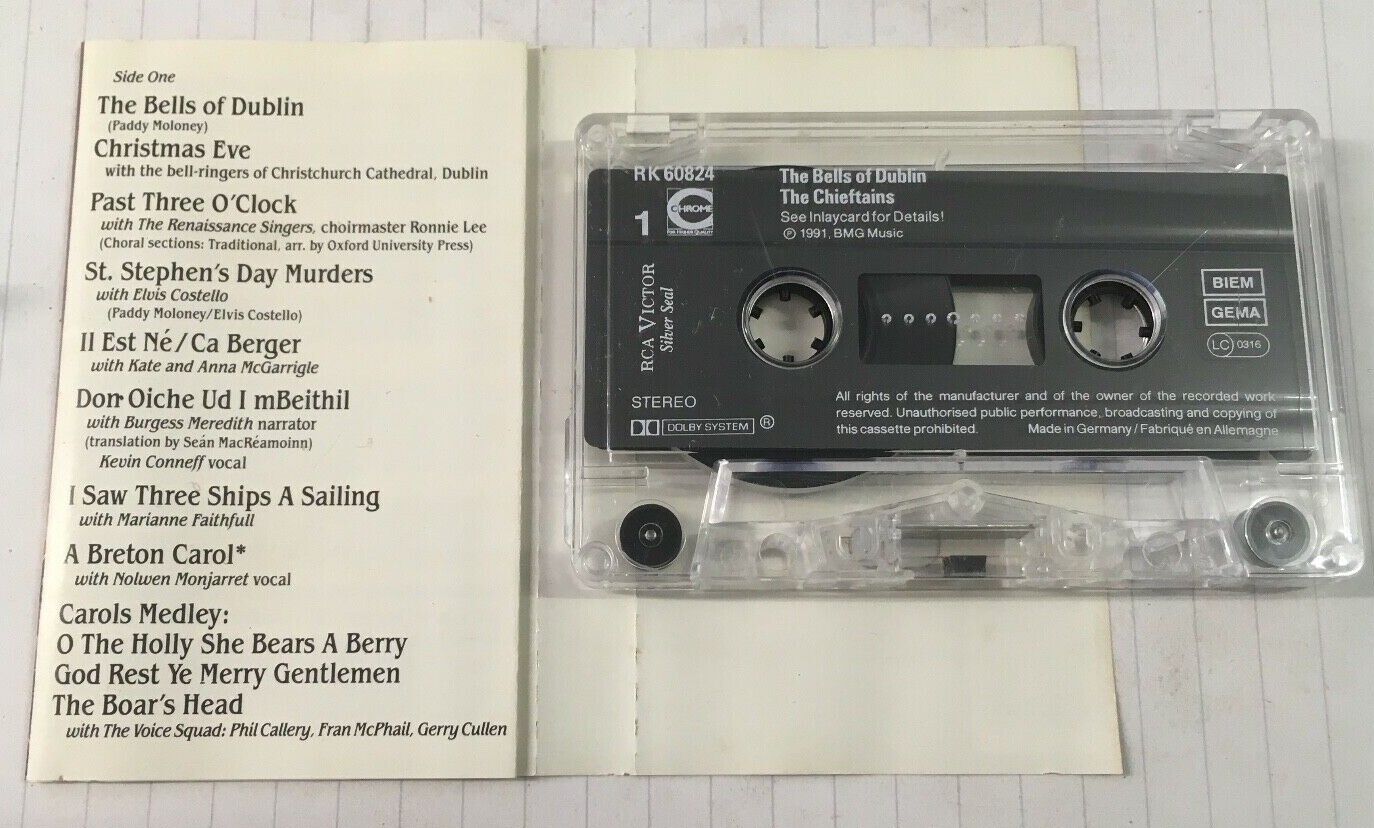 Side One
The Bells of Dublin
(Paddy Moloney)
Christmas Eve
with the bell-ringers of Christchurch Cathedral, Dublin
Past Three O'Clock
with The Renaissance Singers, choirmaster Ronnie Lee
(Choral sections: Traditional, arr. by Oxford University Press)
St. Stephen's Day Murders
with Elvis Costello
(Paddy Moloney/Elvis Costello)
Il Est Né/Ca Berger
with Kate and Anna McGarrigle
Don Oiche Ud I mBeithil
with Burgess Meredith narrator
(translation by Seán MacRéamoinn)
Kevin Conneff vocal
I Saw Three Ships A Sailing
with Marianne Faithfull
A Breton Carol*
with Nolwen Monjarret vocal
Carols Medley:
O The Holly She Bears A Berry
God Rest Ye Merry Gentlemen
The Boar's Head
with The Voice Squad: Phil Callery, Fran McPhail, Gerry Cullen
RK 60824
1
CHROME
FOR HIGHER QUALITY
The Bells of Dublin
The Chieftains
See Inlaycard for Details!
℗ 1991, BMG Music
RCA VICTOR
Silver Seal
BIEM
GEMA
LC 0316
STEREO
DOLBY SYSTEM ®
All rights of the manufacturer and of the owner of the recorded work
reserved. Unauthorised public performance, broadcasting and copying of
this cassette prohibited. Made in Germany/Fabriqué en Allemagne